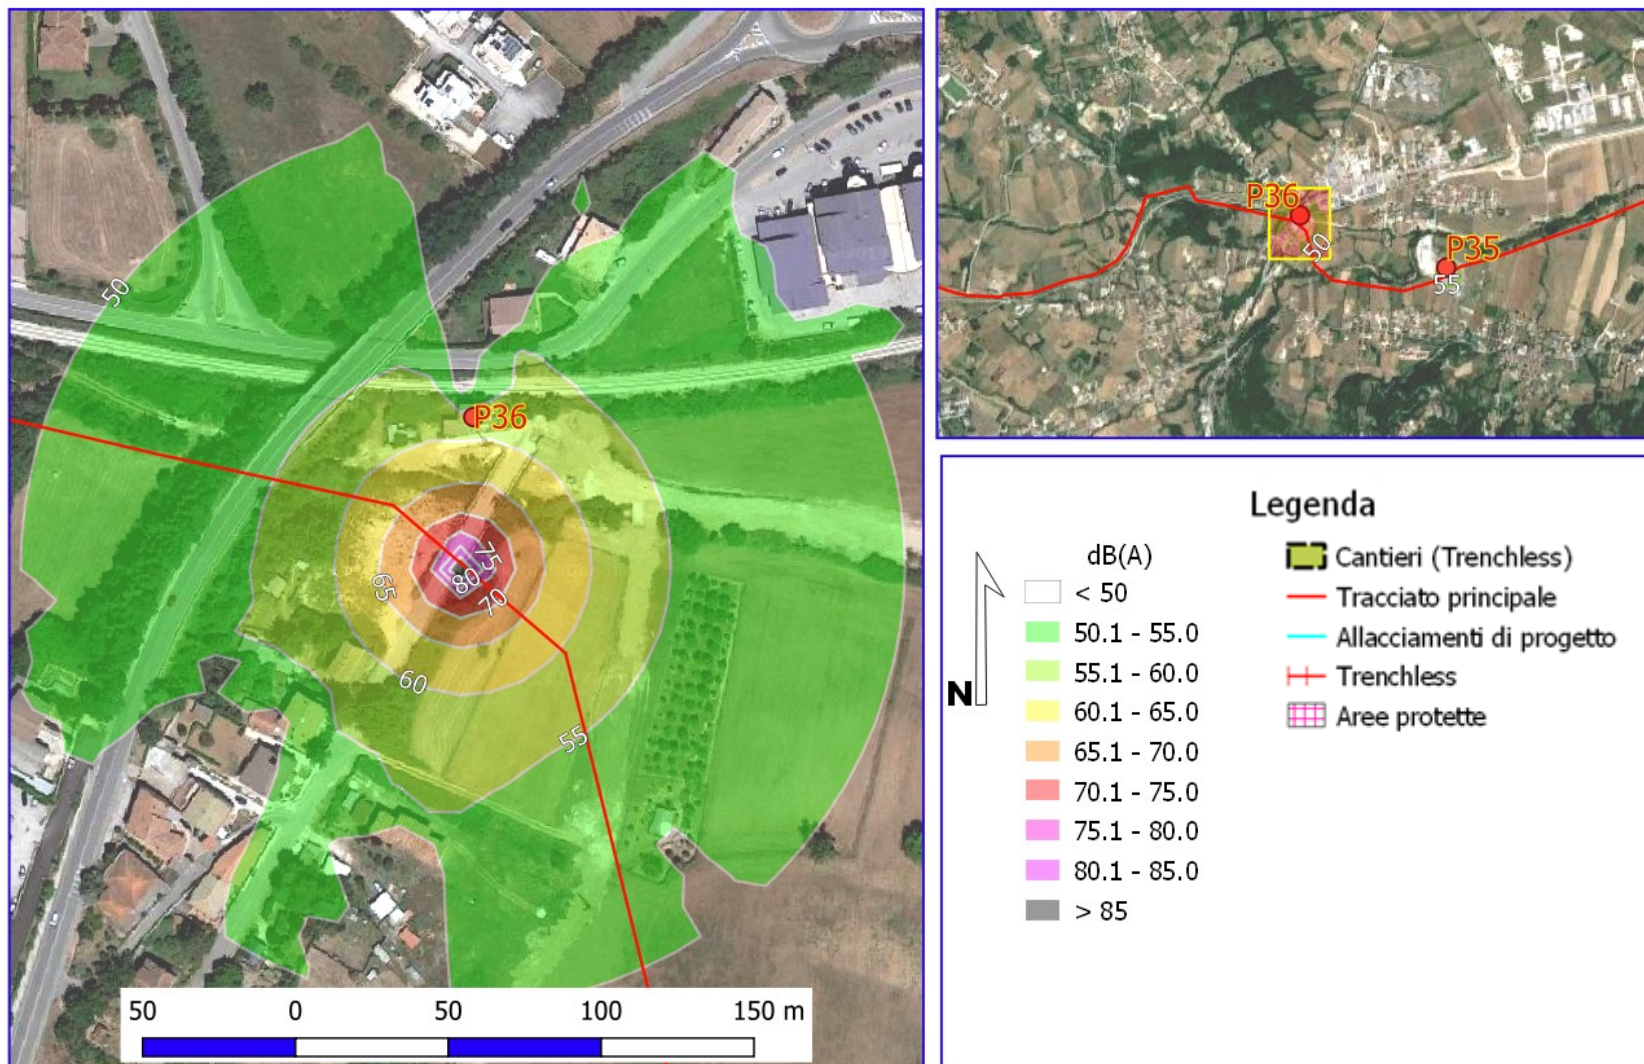 50
P36
75
80
65
70
60
55
50 0 50 100 150 m
P36
50
P35
55
Legenda
dB(A)
< 50
50.1 - 55.0
55.1 - 60.0
60.1 - 65.0
65.1 - 70.0
70.1 - 75.0
75.1 - 80.0
80.1 - 85.0
> 85
N
Cantieri (Trenchless)
Tracciato principale
Allacciamenti di progetto
Trenchless
Aree protette